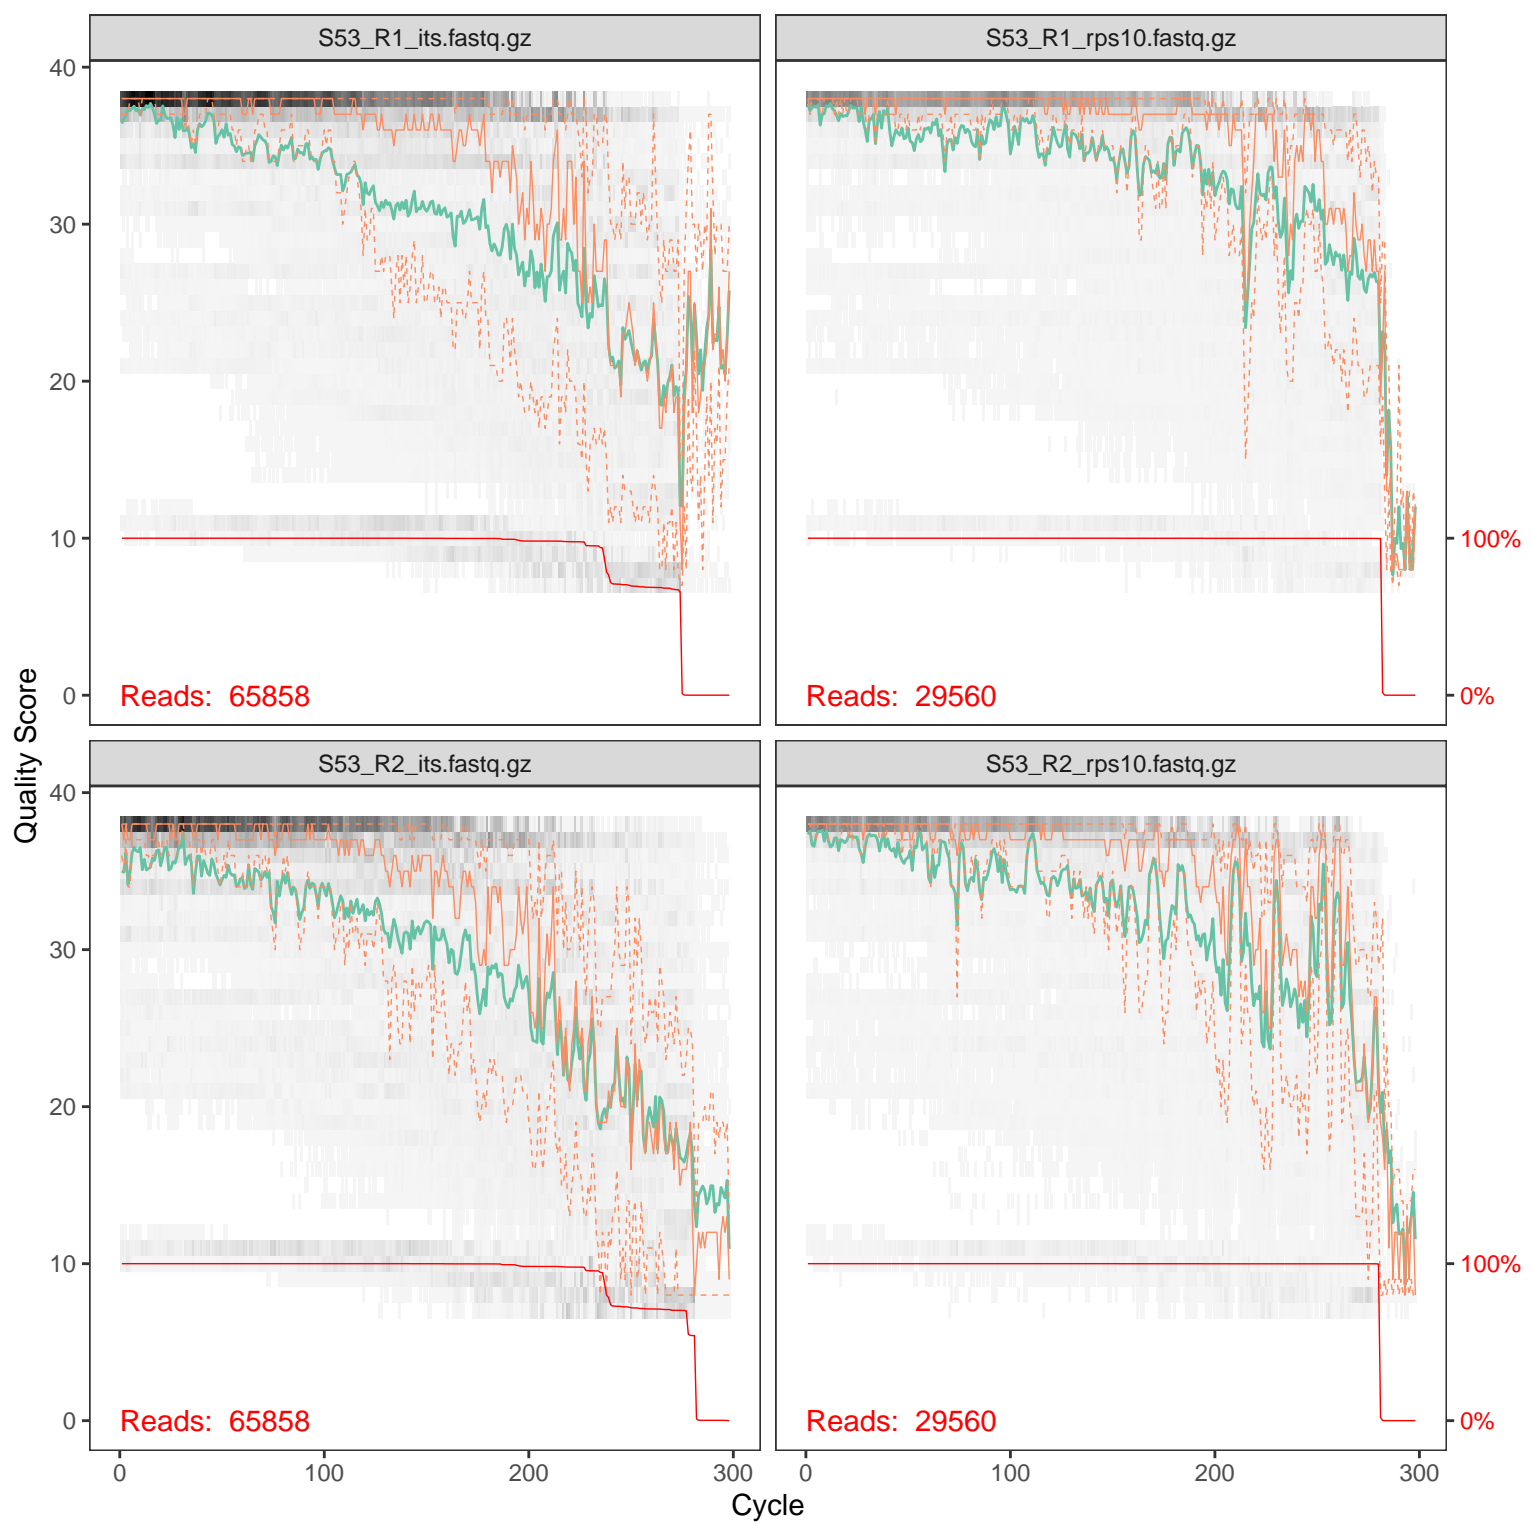 S53_R1_its.fastq.gz
S53_R1_rps10.fastq.gz
40
30
20
10
0
Reads: 65858
Reads: 29560
100%
0%
Quality Score
S53_R2_its.fastq.gz
S53_R2_rps10.fastq.gz
40
30
20
10
0
Reads: 65858
Reads: 29560
100%
0%
0 100 200 300
0 100 200 300
Cycle